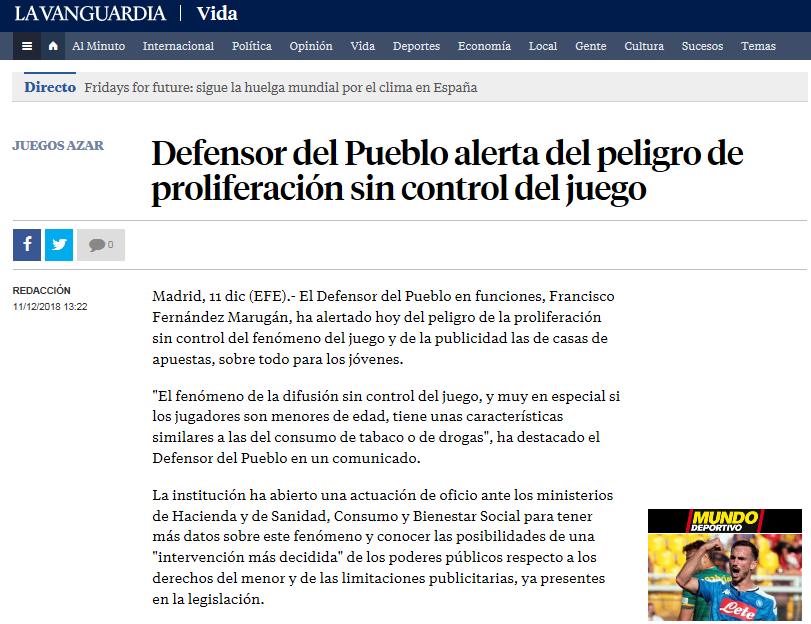 LA VANGUARDIA | Vida
Al Minuto Internacional Política Opinión Vida Deportes Economía Local Gente Cultura Sucesos Temas
Directo Fridays for future: sigue la huelga mundial por el clima en España
JUEGOS AZAR
Defensor del Pueblo alerta del peligro de
proliferación sin control del juego
0
REDACCIÓN
11/12/2018 13:22
Madrid, 11 dic (EFE).- El Defensor del Pueblo en funciones, Francisco
Fernández Marugán, ha alertado hoy del peligro de la proliferación
sin control del fenómeno del juego y de la publicidad las de casas de
apuestas, sobre todo para los jóvenes.
"El fenómeno de la difusión sin control del juego, y muy en especial si
los jugadores son menores de edad, tiene unas características
similares a las del consumo de tabaco o de drogas", ha destacado el
Defensor del Pueblo en un comunicado.
La institución ha abierto una actuación de oficio ante los ministerios
de Hacienda y de Sanidad, Consumo y Bienestar Social para tener
más datos sobre este fenómeno y conocer las posibilidades de una
"intervención más decidida" de los poderes públicos respecto a los
derechos del menor y de las limitaciones publicitarias, ya presentes
en la legislación.
MUNDO
DEPORTIVO
Lete